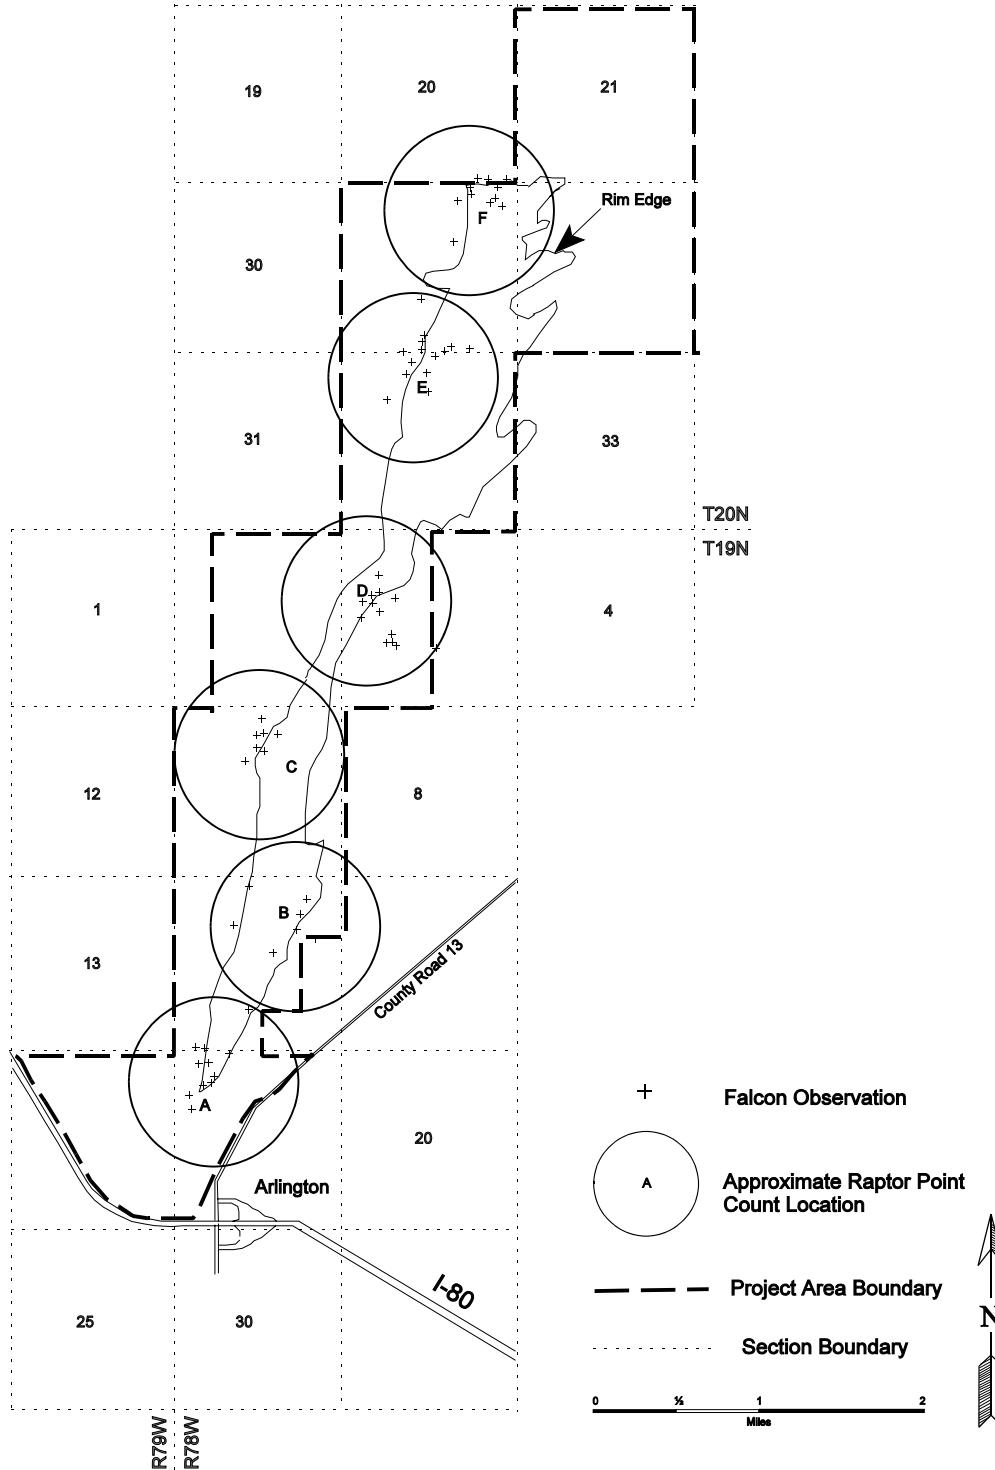 19
20
21
F
Rim Edge
30
E
31
33
T20N
T19N
D
1
4
C
12
8
B
13
County Road 13
A
20
Arlington
I-80
25
30
Falcon Observation
A
Approximate Raptor Point
Count Location
Project Area Boundary
Section Boundary
N
0 ½ 1 2
Miles
R79W
R78W